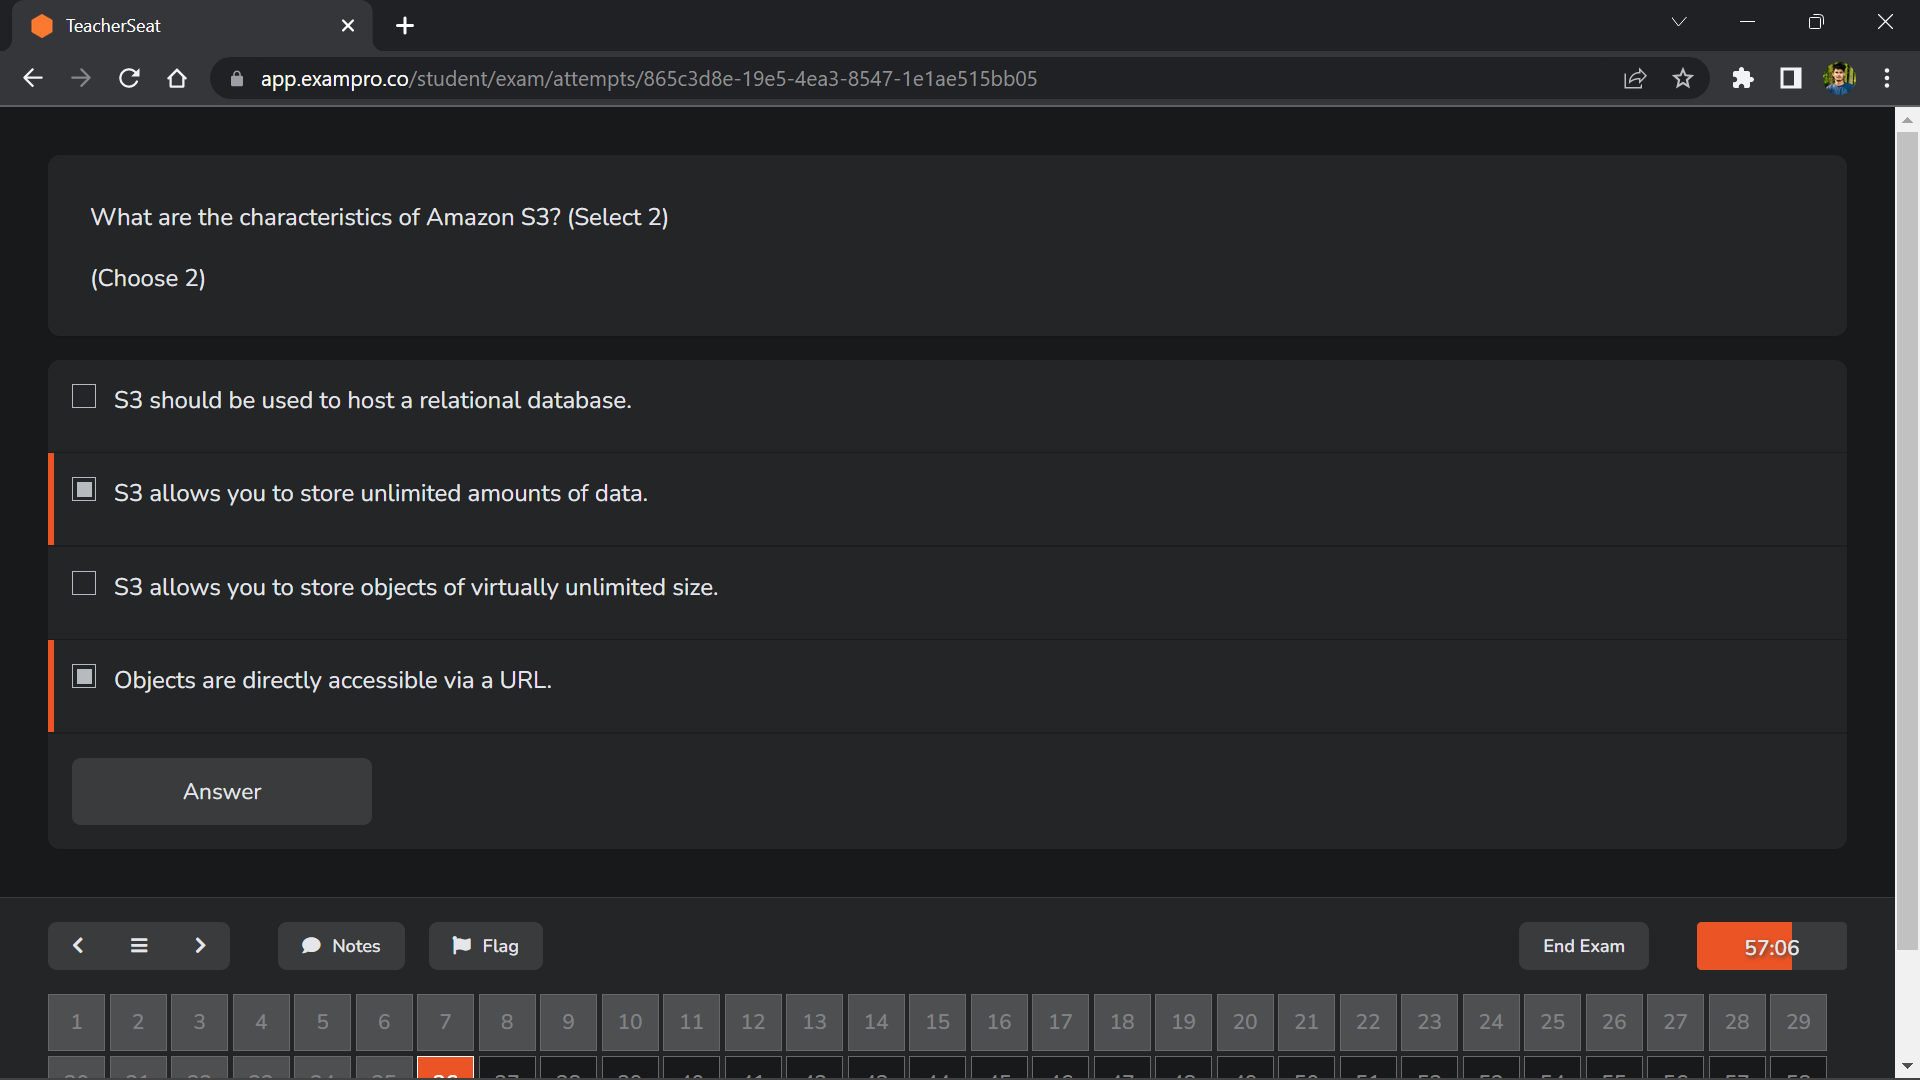 TeacherSeat
app.exampro.co/student/exam/attempts/865c3d8e-19e5-4ea3-8547-1e1ae515bb05
What are the characteristics of Amazon S3? (Select 2)
(Choose 2)
S3 should be used to host a relational database.
S3 allows you to store unlimited amounts of data.
S3 allows you to store objects of virtually unlimited size.
Objects are directly accessible via a URL.
Answer
Notes Flag End Exam 57:06
1 2 3 4 5 6 7 8 9 10 11 12 13 14 15 16 17 18 19 20 21 22 23 24 25 26 27 28 29